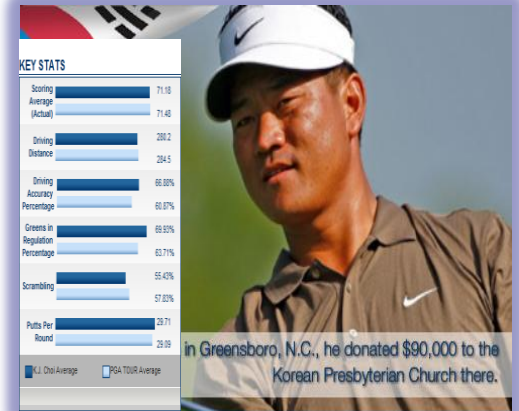 KEY STATS
Scoring
Average
(Actual)
71.18
71.48
Driving
Distance
280.2
284.5
Driving
Accuracy
Percentage
66.88%
60.87%
Greens in
Regulation
Percentage
69.93%
63.71%
Scrambling
55.43%
57.83%
Putts Per
Round
29.71
29.09
K.J. Choi Average
PGA TOUR Average
in Greensboro, N.C., he donated $90,000 to the
Korean Presbyterian Church there.